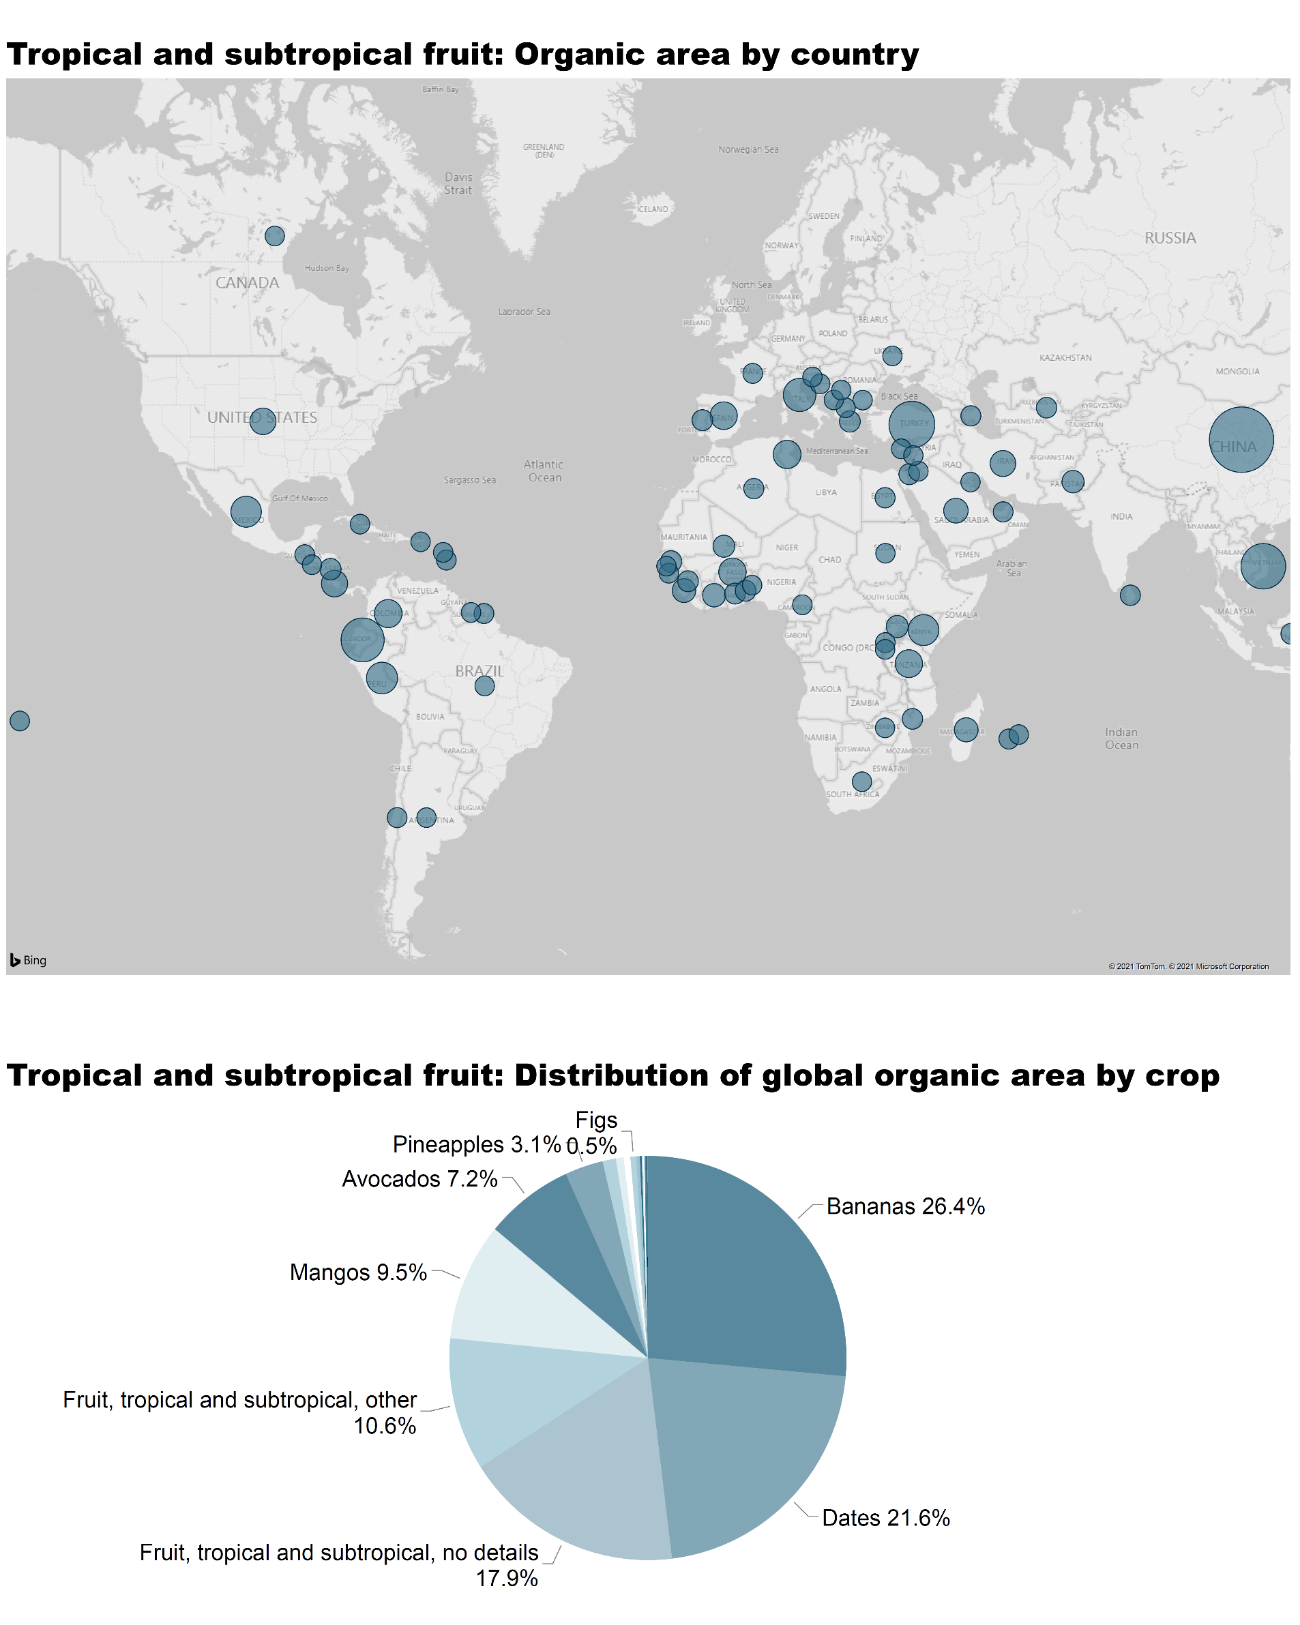 Tropical and subtropical fruit: Organic area by country
Baffin Bay
GREENLAND
(DEN)
Norwegian Sea
Davis
Strait
ICELAND
SWEDEN
RUSSIA
NORWAY
FINLAND
Hudson Bay
CANADA
North Sea
DENMARK
UNITED
KINGDOM
Labrador Sea
IRELAND
BELARUS
POLAND
GERMANY
KAZAKHSTAN
MONGOLIA
ROMANIA
Black Sea
ITALY
UNITED STATES
KYRGYZSTAN
TURKMENISTAN
TAJIKISTAN
TURKEY
CHINA
Mediterranean Sea
MOROCCO
AFGHANISTAN
IRAQ
IRAN
Atlantic
Ocean
Sargasso Sea
PAKISTAN
ALGERIA
LIBYA
EGYPT
Gulf Of Mexico
MEXICO
SAUDI ARABIA
OMAN
INDIA
MYANMAR
MAURITANIA
MALI
NIGER
CHAD
YEMEN
THAILAND
Arabian
Sea
VENEZUELA
NIGERIA
GUYANA
SOUTH SUDAN
CAMEROON
COLOMBIA
SOMALIA
MALAYSIA
GABON
KENYA
CONGO (DRC)
BRAZIL
TANZANIA
PERU
ANGOLA
ZAMBIA
BOLIVIA
MADAGASCAR
Indian
Ocean
NAMIBIA
BOTSWANA
MOZAMBIQUE
PARAGUAY
CHILE
ESWATINI
SOUTH AFRICA
URUGUAY
ARGENTINA
Bing
© 2021 TomTom. © 2021 Microsoft Corporation
Tropical and subtropical fruit: Distribution of global organic area by crop
Figs
0.5%
Pineapples 3.1%
Avocados 7.2%
Bananas 26.4%
Mangos 9.5%
Fruit, tropical and subtropical, other
10.6%
Dates 21.6%
Fruit, tropical and subtropical, no details
17.9%